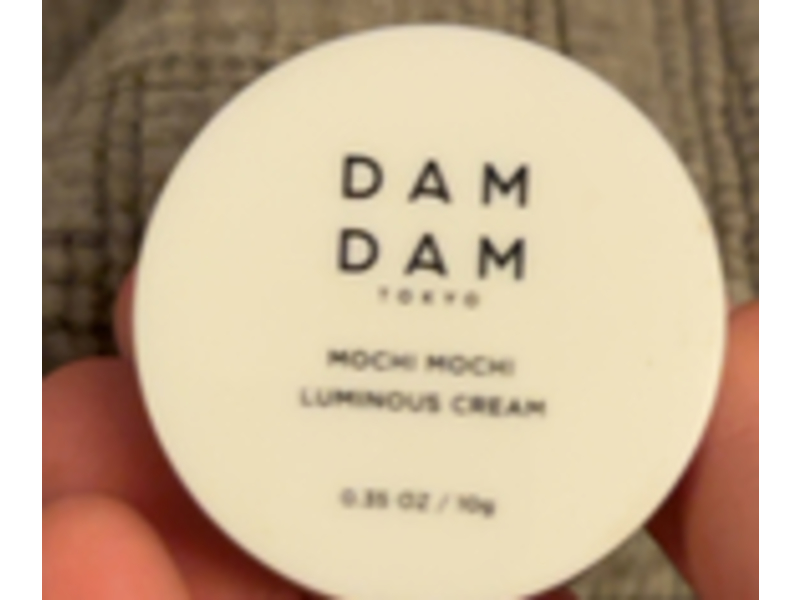 DAM
DAM
TOKYO
MOCHI MOCHI
LUMINOUS CREAM
0.35 OZ / 10g